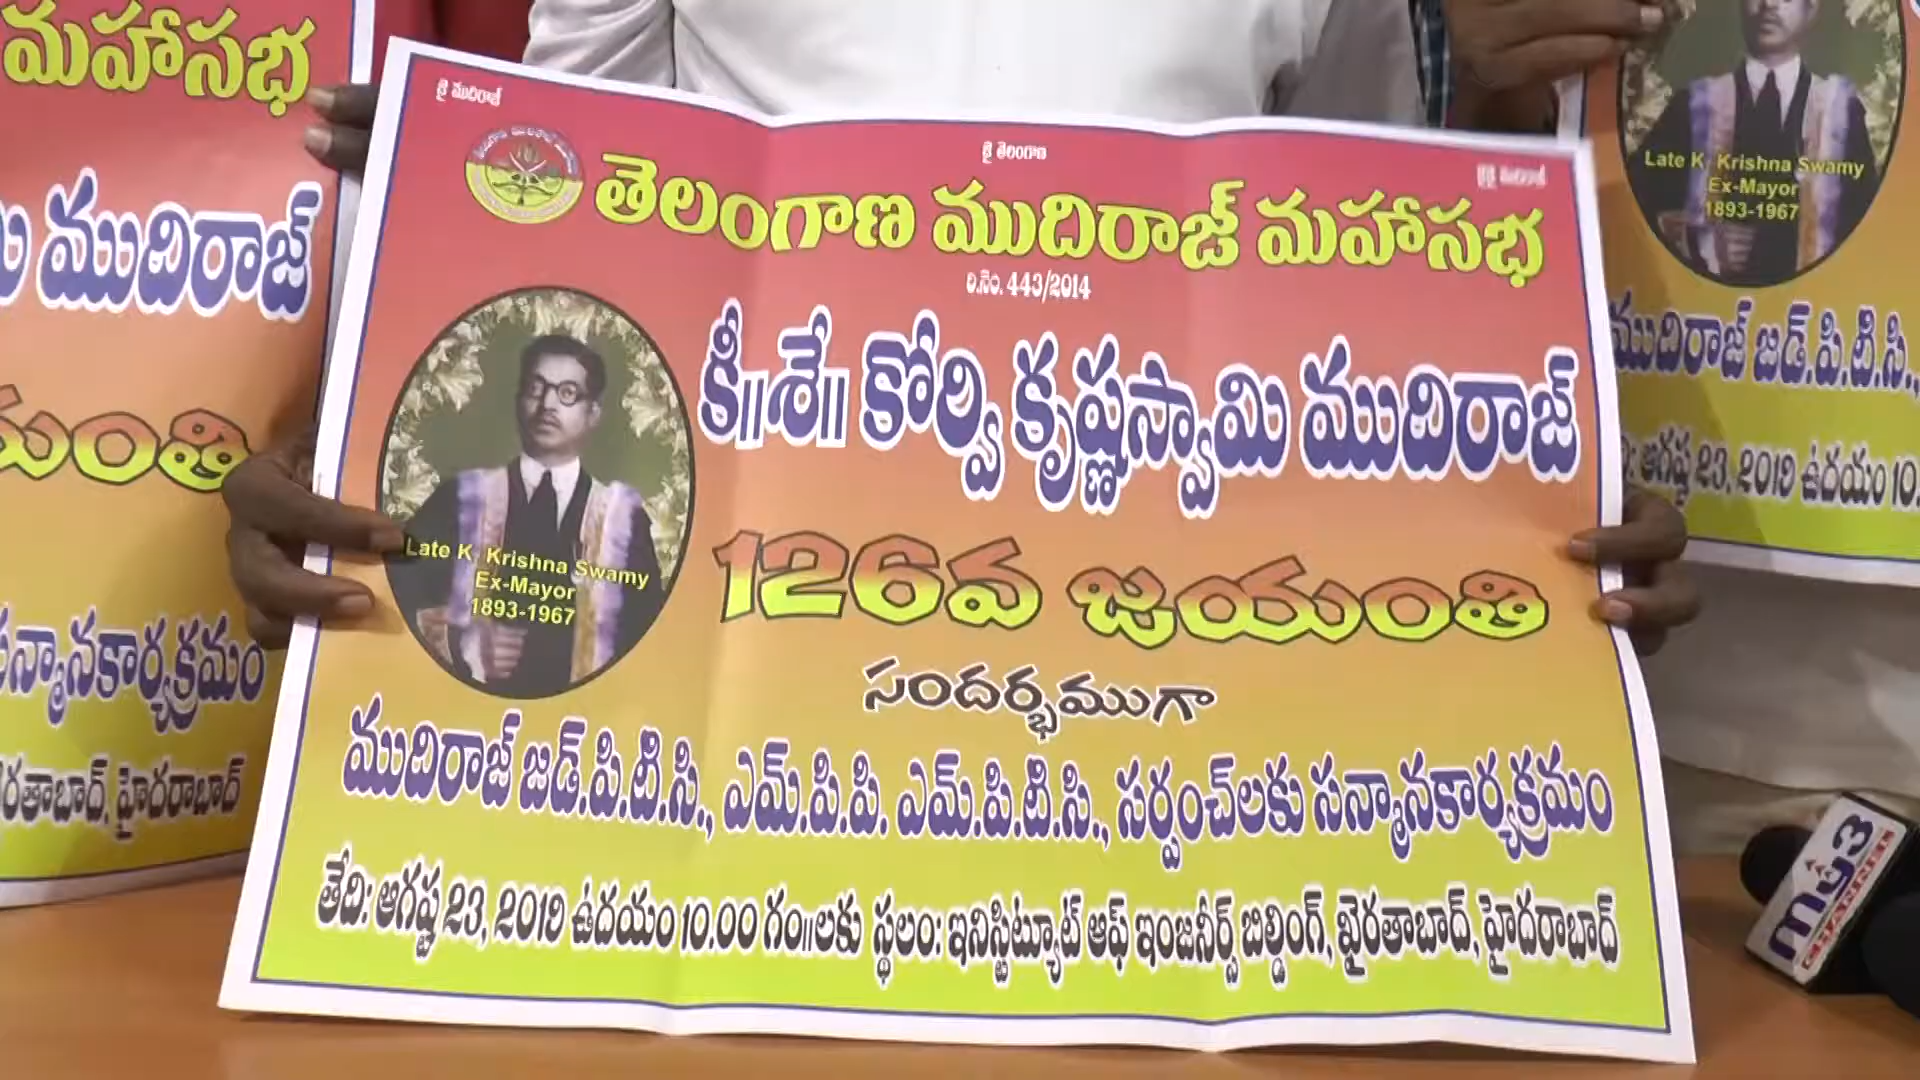 జై ముదిరాజ్
జై తెలంగాణ
జైజై ముదిరాజ్
తెలంగాణ ముదిరాజ్ మహాసభ
రి.నెం. 443/2014
కీ॥శే॥ కోర్వి కృష్ణస్వామి ముదిరాజ్
126వ జయంతి
Late K. Krishna Swamy
Ex-Mayor
1893-1967
సందర్భముగా
ముదిరాజ్ జడ్.పి.టి.సి., ఎమ్.పి.పి. ఎమ్.పి.టి.సి., సర్పంచ్‌లకు సన్మానకార్యక్రమం
తేది: ఆగష్ట 23, 2019 ఉదయం 10.00 గం॥లకు స్థలం: ఇనిస్టిట్యూట్ ఆఫ్ ఇంజనీర్స్ బిల్డింగ్, ఖైరతాబాద్, హైదరాబాద్
మహాసభ
ముదిరాజ్
సన్మానకార్యక్రమం
హైదరాబాద్
Late K. Krishna Swamy
Ex-Mayor
1893-1967
ముదిరాజ్ జడ్.పి.టి.సి.,
ఆగష్ట 23, 2019 ఉదయం 10.